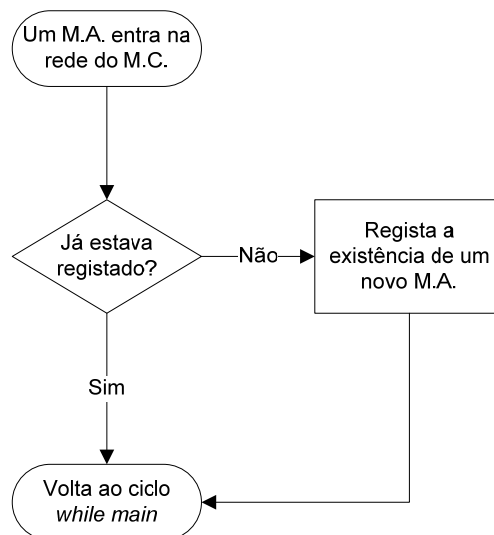 Um M.A. entra na
rede do M.C.
Já estava
registado?
Não
Regista a
existência de um
novo M.A.
Sim
Volta ao ciclo
while main